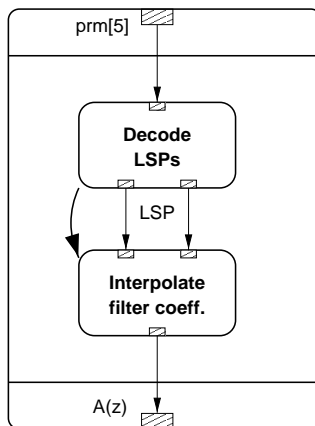 prm[5]
Decode
LSPs
LSP
Interpolate
filter coeff.
A(z)